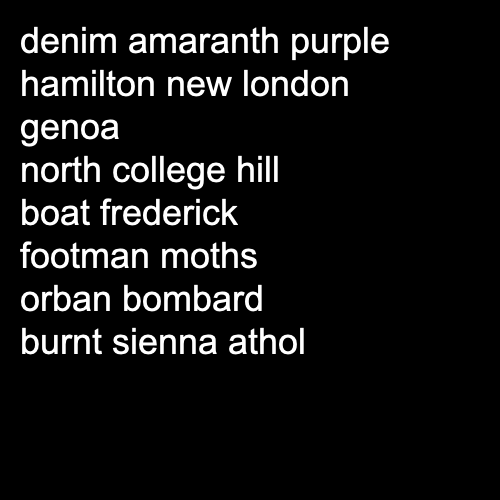 denim amaranth purple
hamilton new london
genoa
north college hill
boat frederick
footman moths
orban bombard
burnt sienna athol